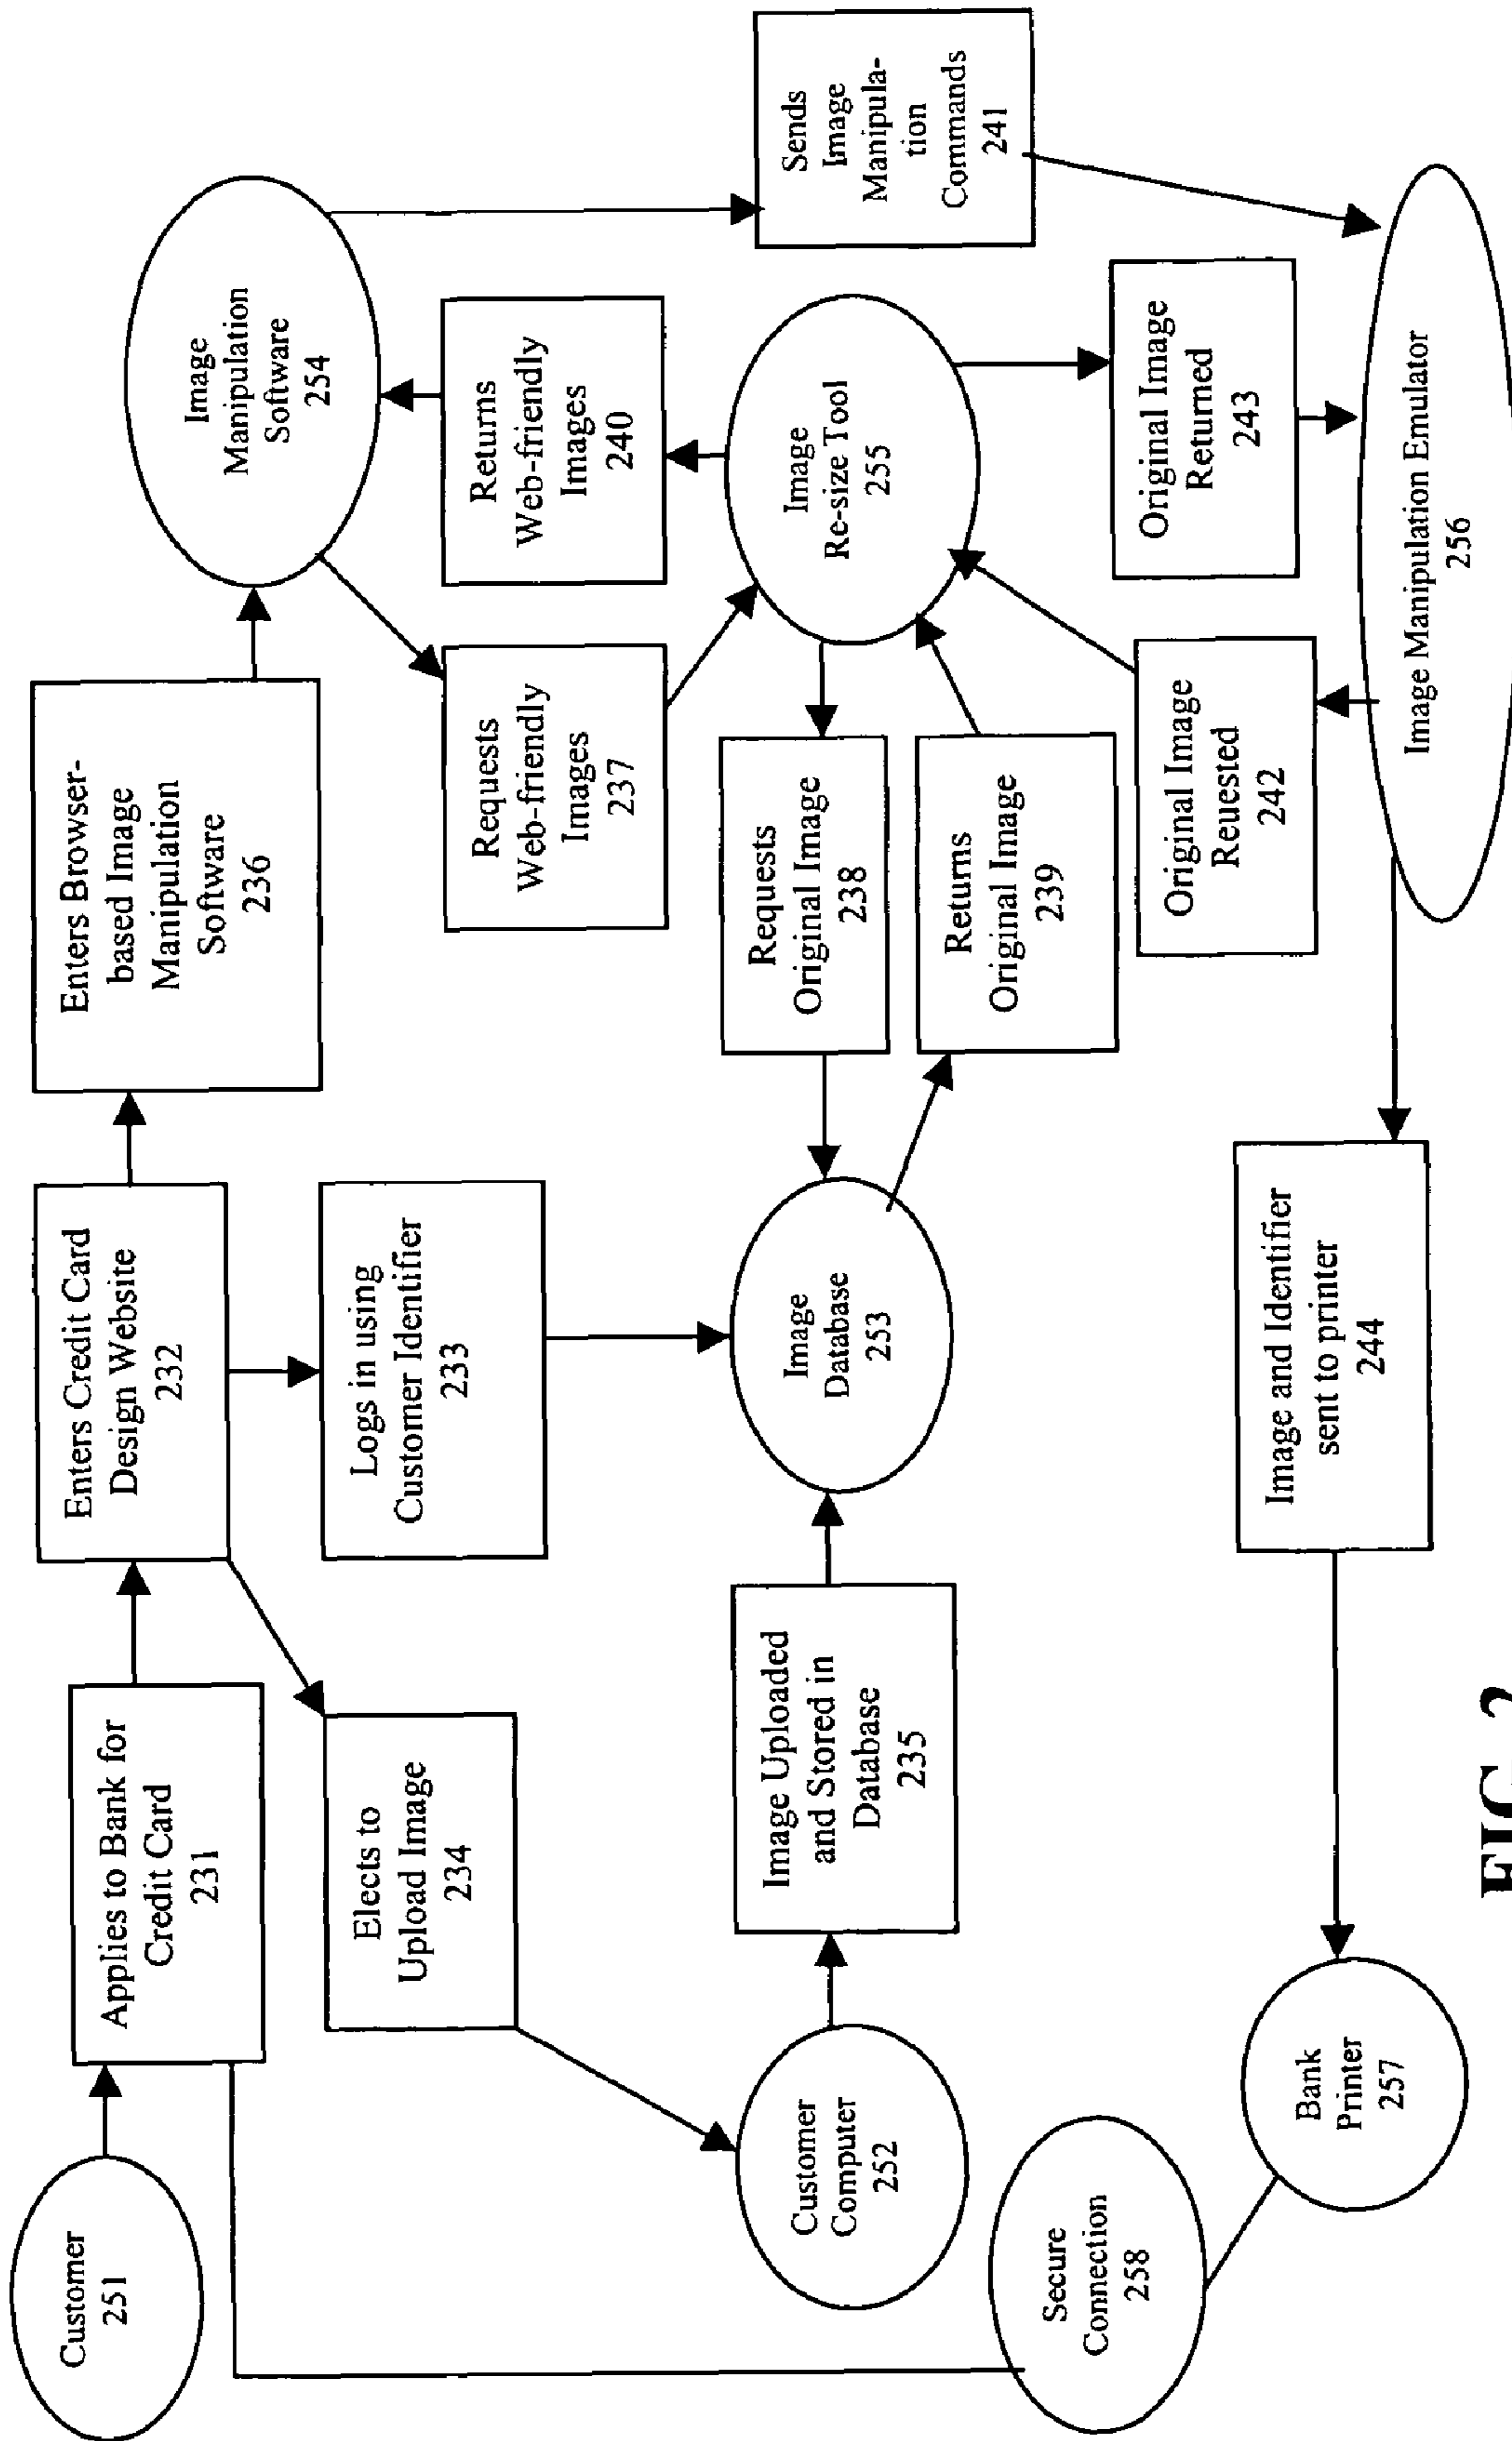 Customer
251
Applies to Bank for
Credit Card
231
Enters Credit Card
Design Website
232
Enters Browser-
based Image
Manipulation
Software
236
Image
Manipulation
Software
254
Elects to
Upload Image
234
Logs in using
Customer Identifier
233
Requests
Web-friendly
Images
237
Returns
Web-friendly
Images
240
Sends
Image
Manipula-
tion
Commands
241
Customer
Computer
252
Image Uploaded
and Stored in
Database
235
Image
Database
253
Requests
Original Image
238
Returns
Original Image
239
Image
Re-size Tool
255
Secure
Connection
258
Bank
Printer
257
Image and Identifier
sent to printer
244
Original Image
Reuested
242
Original Image
Returned
243
Image Manipulation Emulator
256
FIG. 2